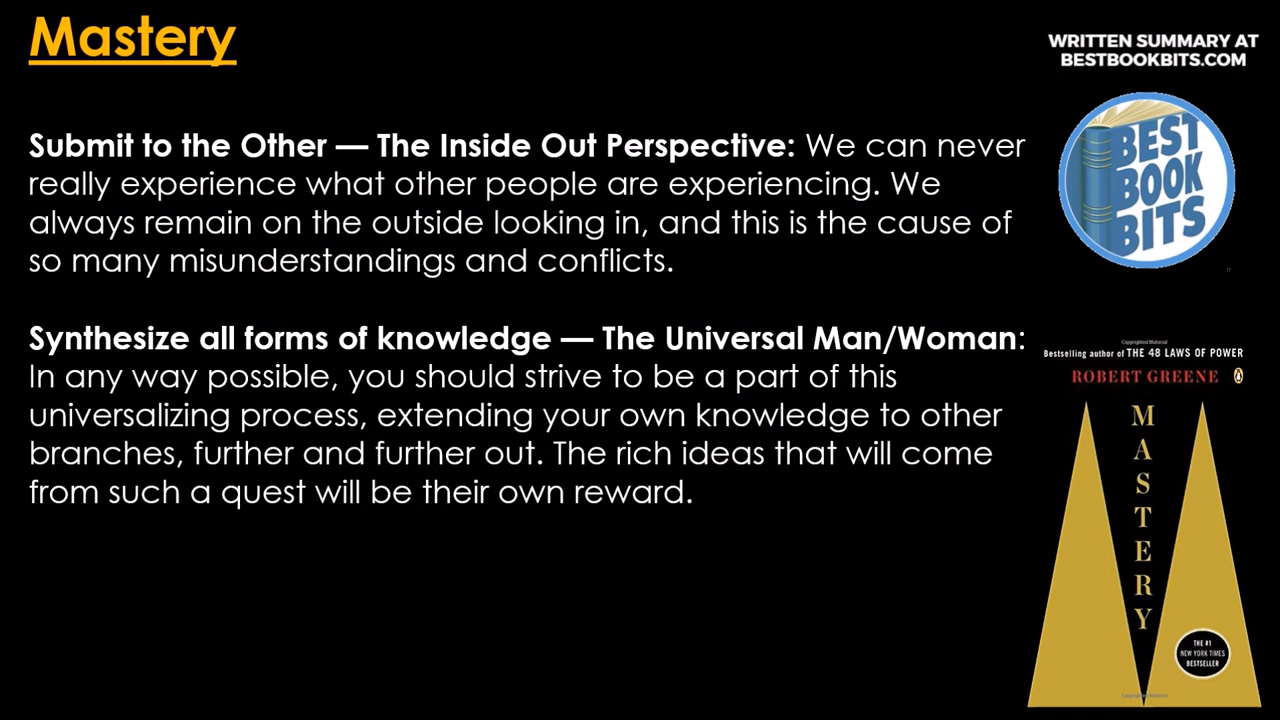 Mastery
WRITTEN SUMMARY AT
BESTBOOKBITS.COM
BEST
BOOK
BITS
Submit to the Other — The Inside Out Perspective: We can never
really experience what other people are experiencing. We
always remain on the outside looking in, and this is the cause of
so many misunderstandings and conflicts.
Synthesize all forms of knowledge — The Universal Man/Woman:
In any way possible, you should strive to be a part of this
universalizing process, extending your own knowledge to other
branches, further and further out. The rich ideas that will come
from such a quest will be their own reward.
Copyrighted Material
Bestselling author of THE 48 LAWS OF POWER
ROBERT GREENE
M
A
S
T
E
R
Y
THE #1
NEW YORK TIMES
BESTSELLER
Copyrighted Material